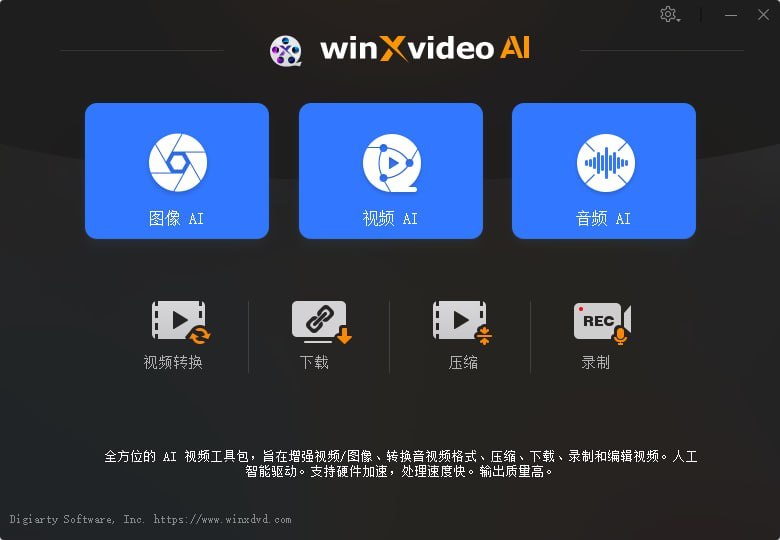 winXvideo AI
图像 AI
视频 AI
音频 AI
REC
视频转换
下载
压缩
录制
全方位的 AI 视频工具包，旨在增强视频/图像、转换音视频格式、压缩、下载、录制和编辑视频。人工
智能驱动。支持硬件加速，处理速度快。输出质量高。
Digiarty Software, Inc. https://www.winxdvd.com